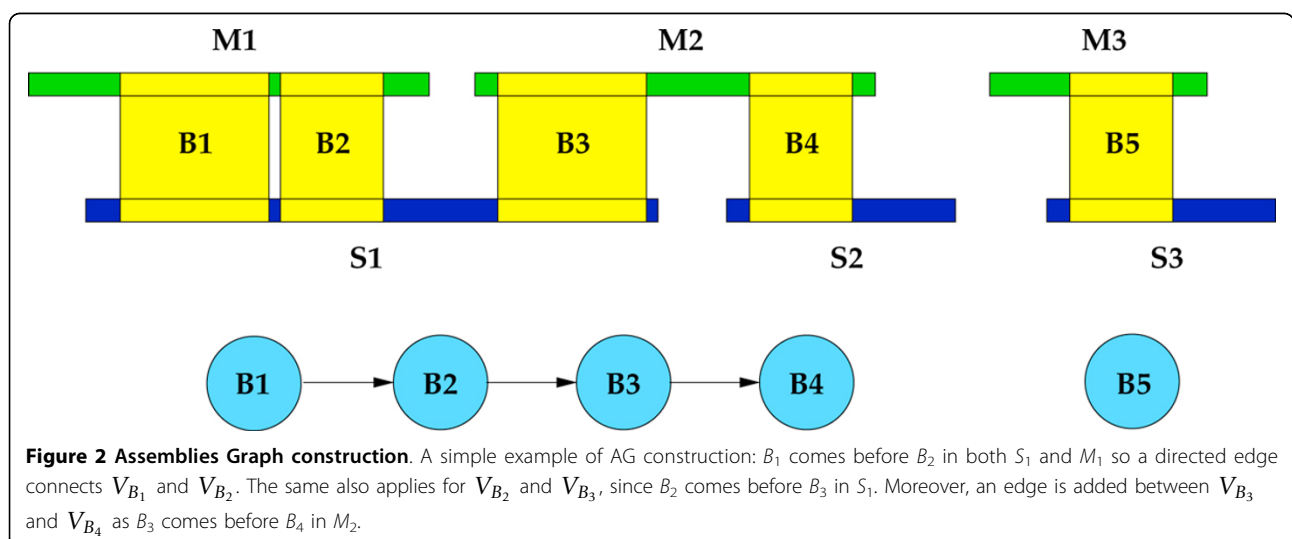 M1 M2 M3
B1 B2 B3 B4 B5
S1 S2 S3
B1 B2 B3 B4 B5
Figure 2 Assemblies Graph construction. A simple example of AG construction: B1 comes before B2 in both S1 and M1 so a directed edge
connects VB1 and VB2. The same also applies for VB2 and VB3, since B2 comes before B3 in S1. Moreover, an edge is added between VB3
and VB4 as B3 comes before B4 in M2.